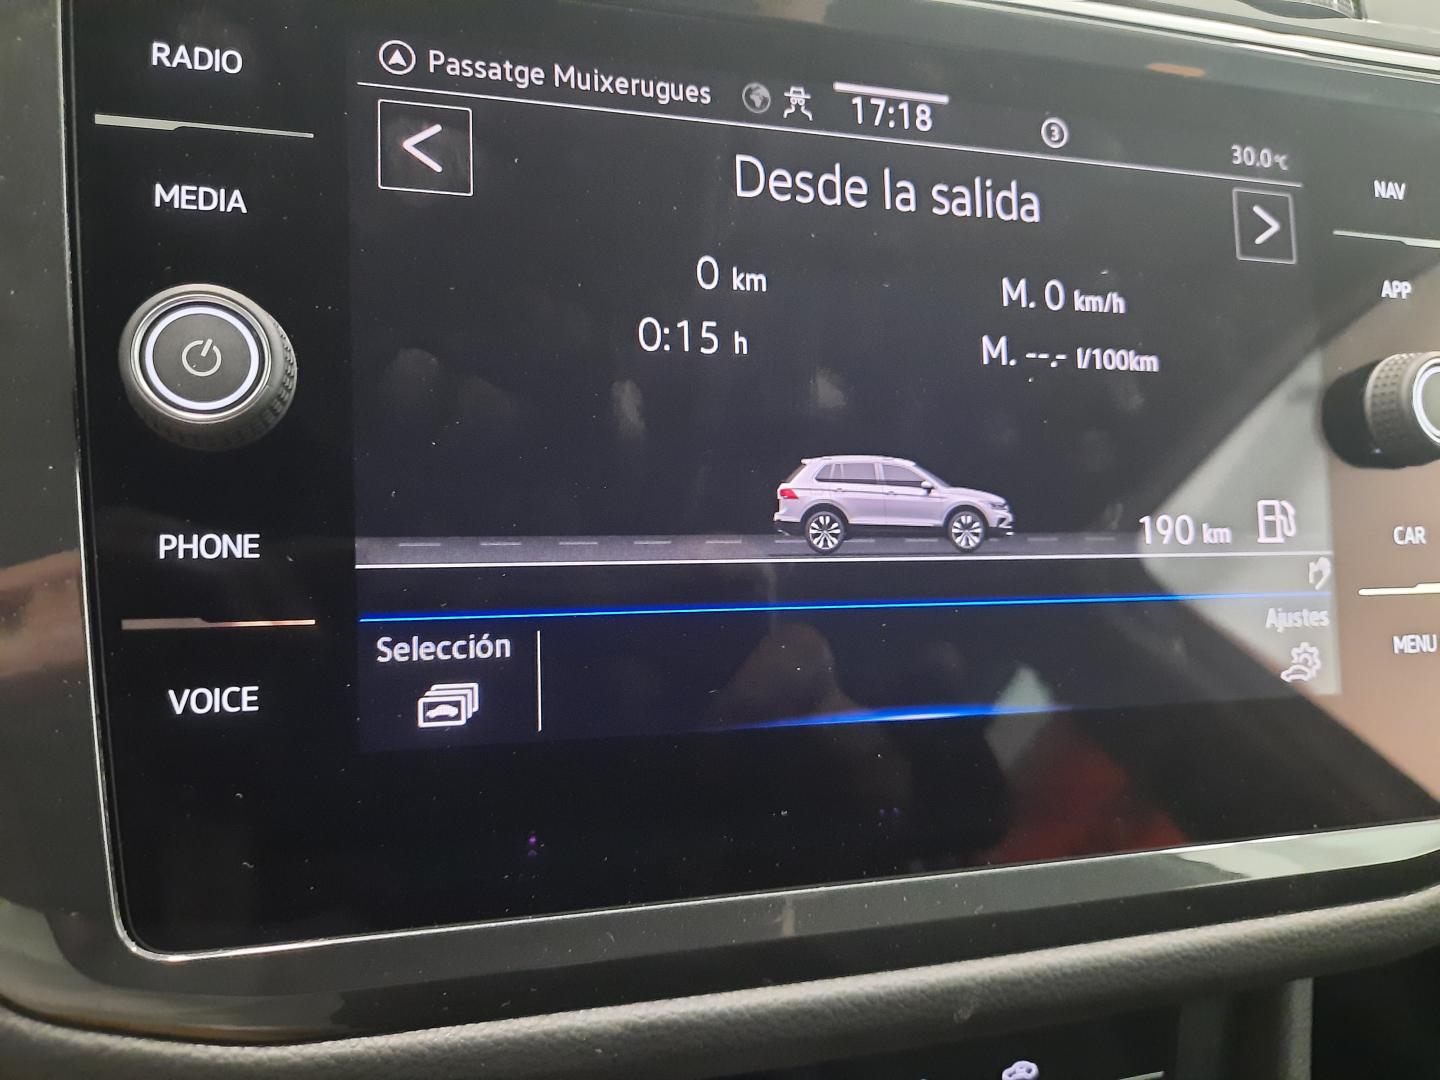 RADIO
MEDIA
PHONE
VOICE
Passatge Muixerugues
17:18
3
30.0°C
<
Desde la salida
>
0 km
M. 0 km/h
0:15 h
M. --.- l/100km
190 km
Selección
Ajustes
NAV
APP
CAR
MENU